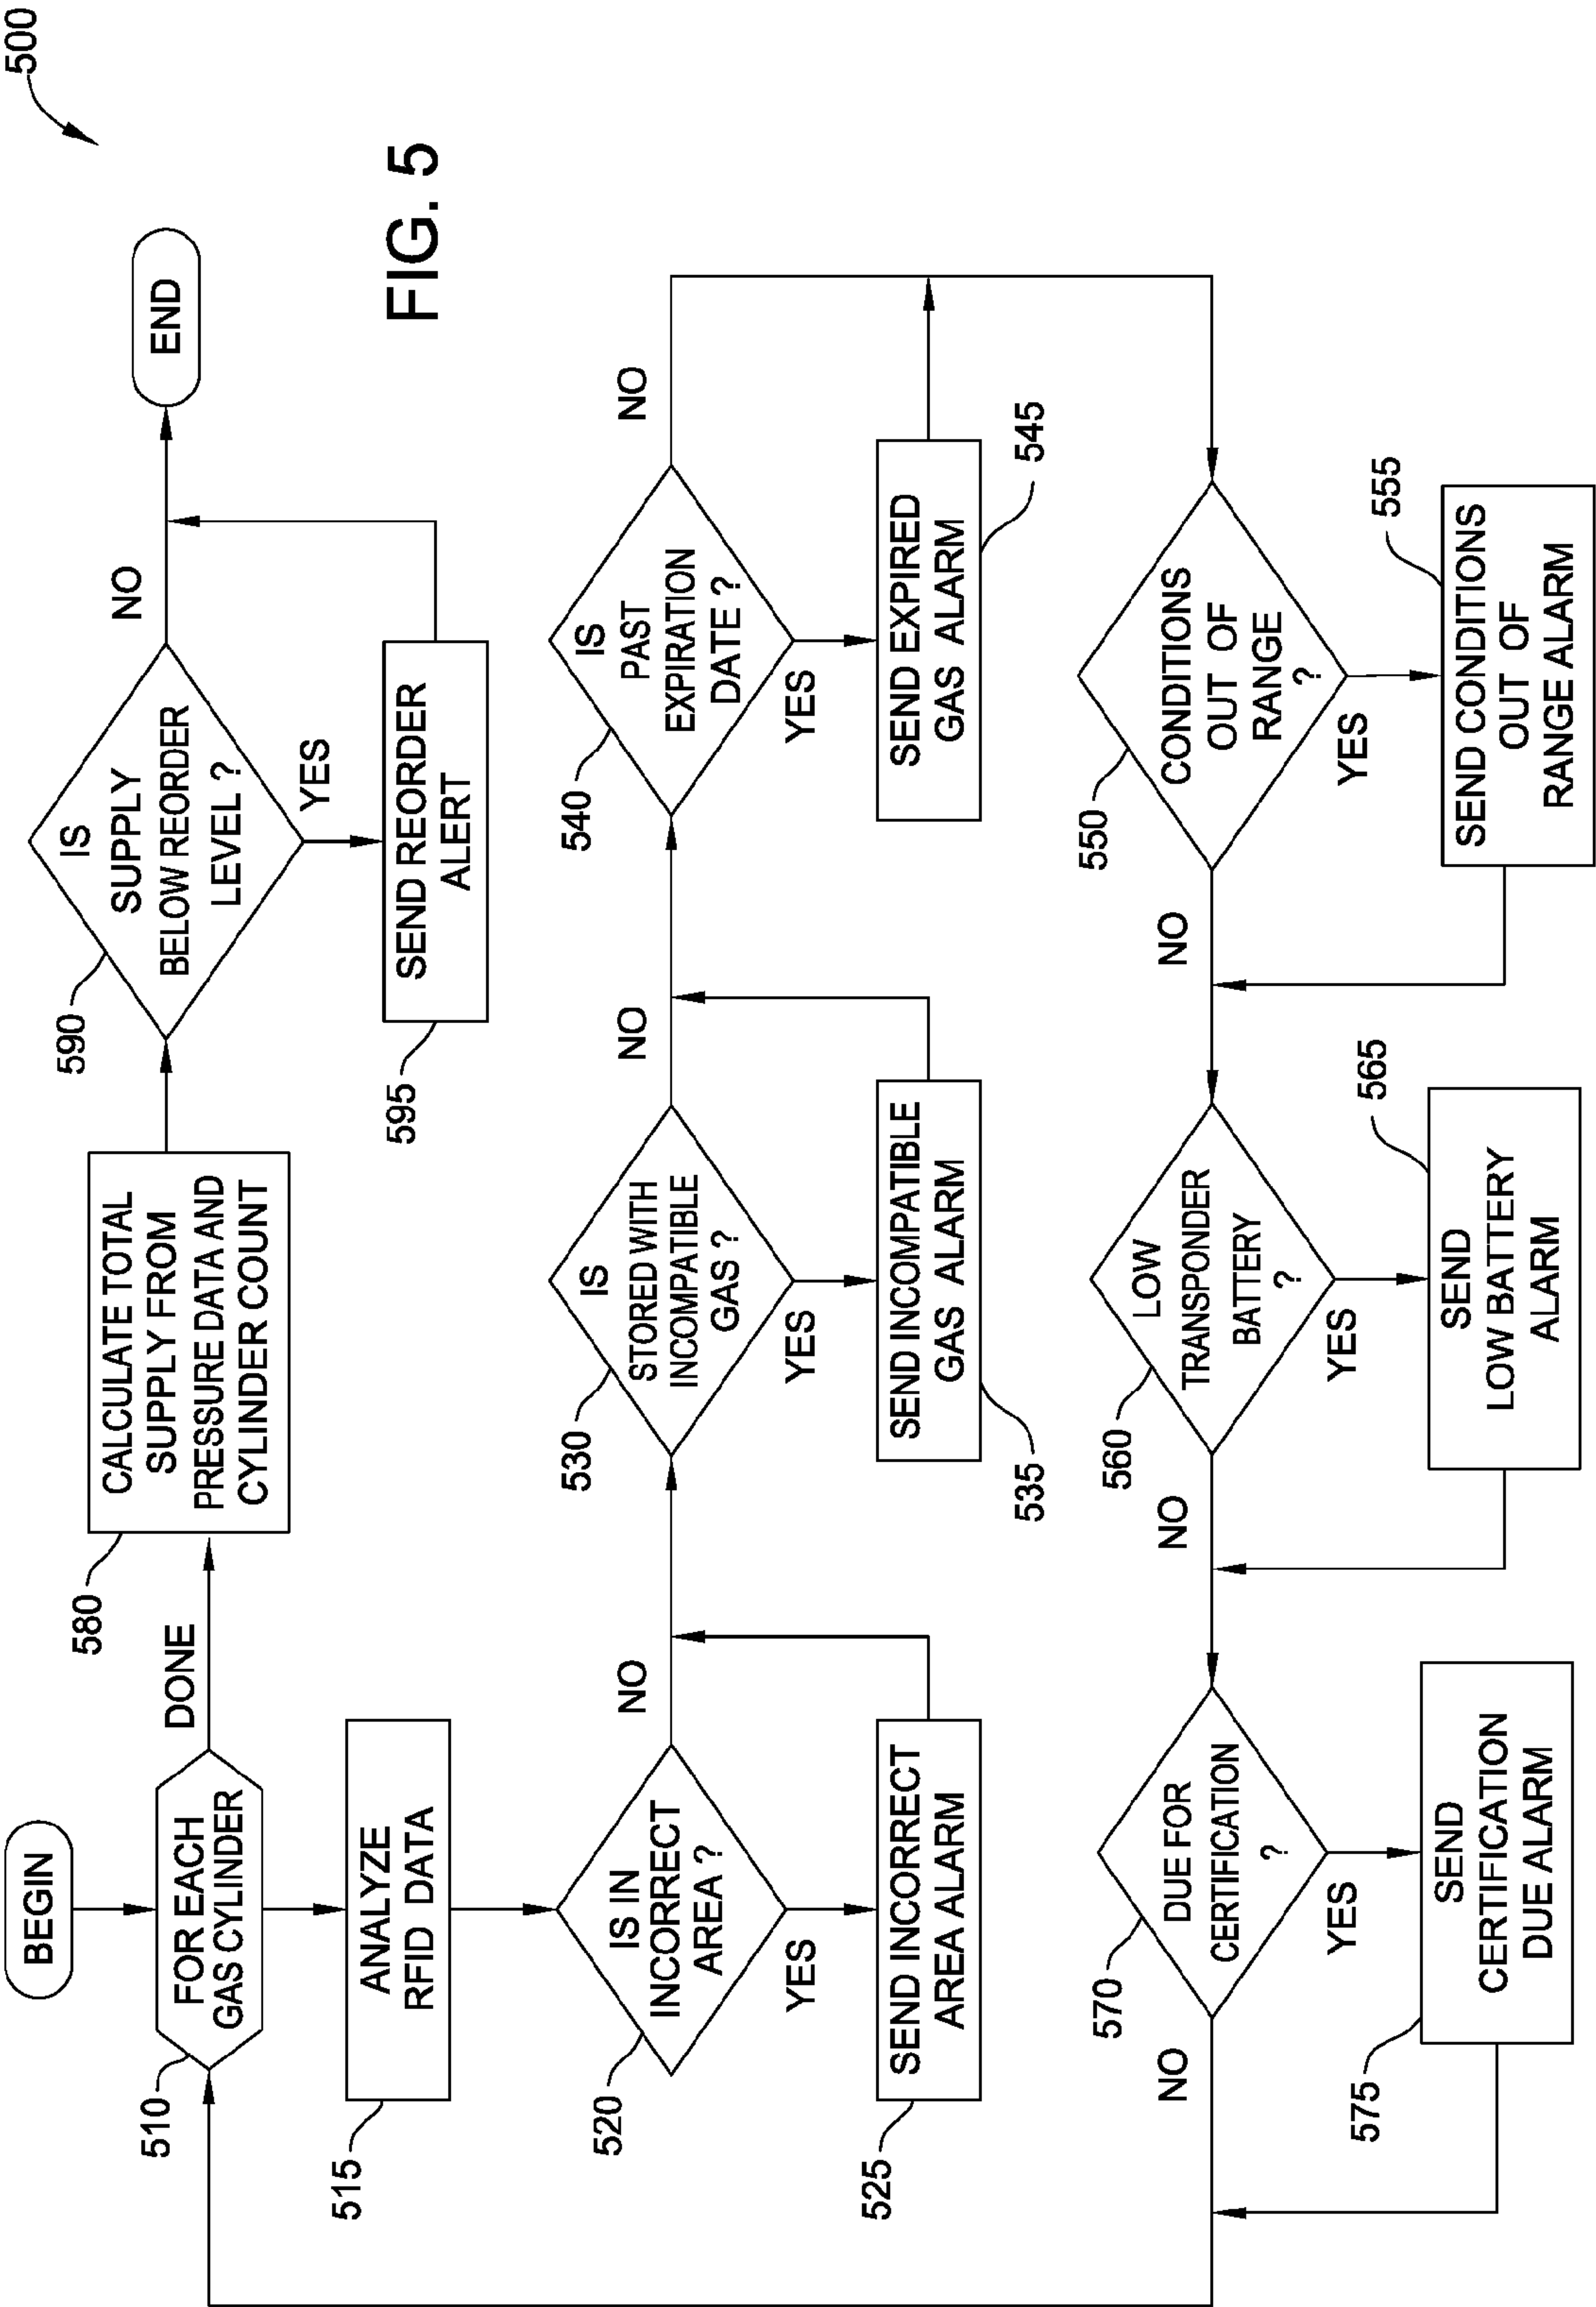 500
FIG. 5
BEGIN
510
FOR EACH
GAS CYLINDER
DONE
580
CALCULATE TOTAL
SUPPLY FROM
PRESSURE DATA AND
CYLINDER COUNT
590
IS
SUPPLY
BELOW REORDER
LEVEL ?
NO
END
YES
595
SEND REORDER
ALERT
515
ANALYZE
RFID DATA
520
IS IN
INCORRECT
AREA ?
NO
YES
525
SEND INCORRECT
AREA ALARM
530
IS
STORED WITH
INCOMPATIBLE
GAS ?
NO
YES
535
SEND INCOMPATIBLE
GAS ALARM
540
IS
PAST
EXPIRATION
DATE ?
NO
YES
545
SEND EXPIRED
GAS ALARM
550
CONDITIONS
OUT OF
RANGE
?
NO
YES
555
SEND CONDITIONS
OUT OF
RANGE ALARM
560
LOW
TRANSPONDER
BATTERY
?
NO
YES
565
SEND
LOW BATTERY
ALARM
570
DUE FOR
CERTIFICATION
?
NO
YES
575
SEND
CERTIFICATION
DUE ALARM